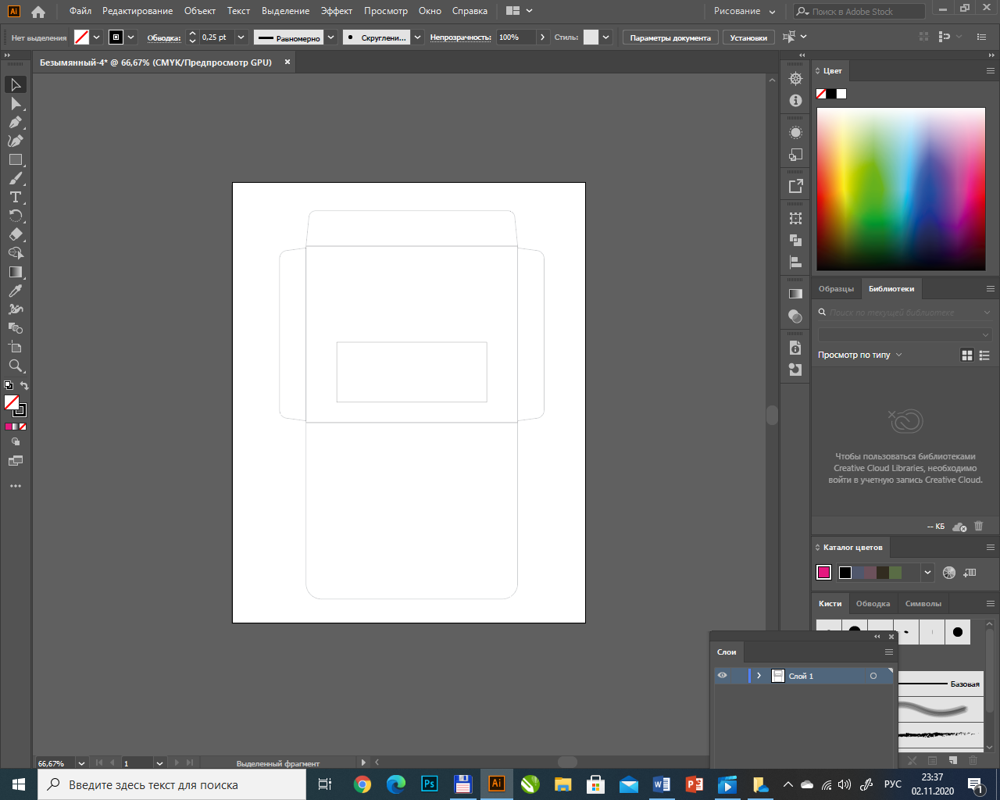 Ai Файл Редактирование Объект Текст Выделение Эффект Просмотр Окно Справка Рисование Поиск в Adobe Stock
Нет выделения Обводка: 0,25 pt Равномерно Скруглени... Непрозрачность: 100% Стиль: Параметры документа Установки
Безымянный-4* @ 66,67% (CMYK/Предпросмотр GPU)
Цвет
Образцы Библиотеки
Поиск по текущей библиотеке
Просмотр по типу
Чтобы пользоваться библиотеками
Creative Cloud Libraries, необходимо
войти в учетную запись Creative Cloud.
-- КБ
Каталог цветов
Кисти Обводка Символы
Слои
Слой 1
Базовая
66,67% 1 Выделенный фрагмент
Введите здесь текст для поиска
Ps
Ai
РУС
23:37
02.11.2020
1